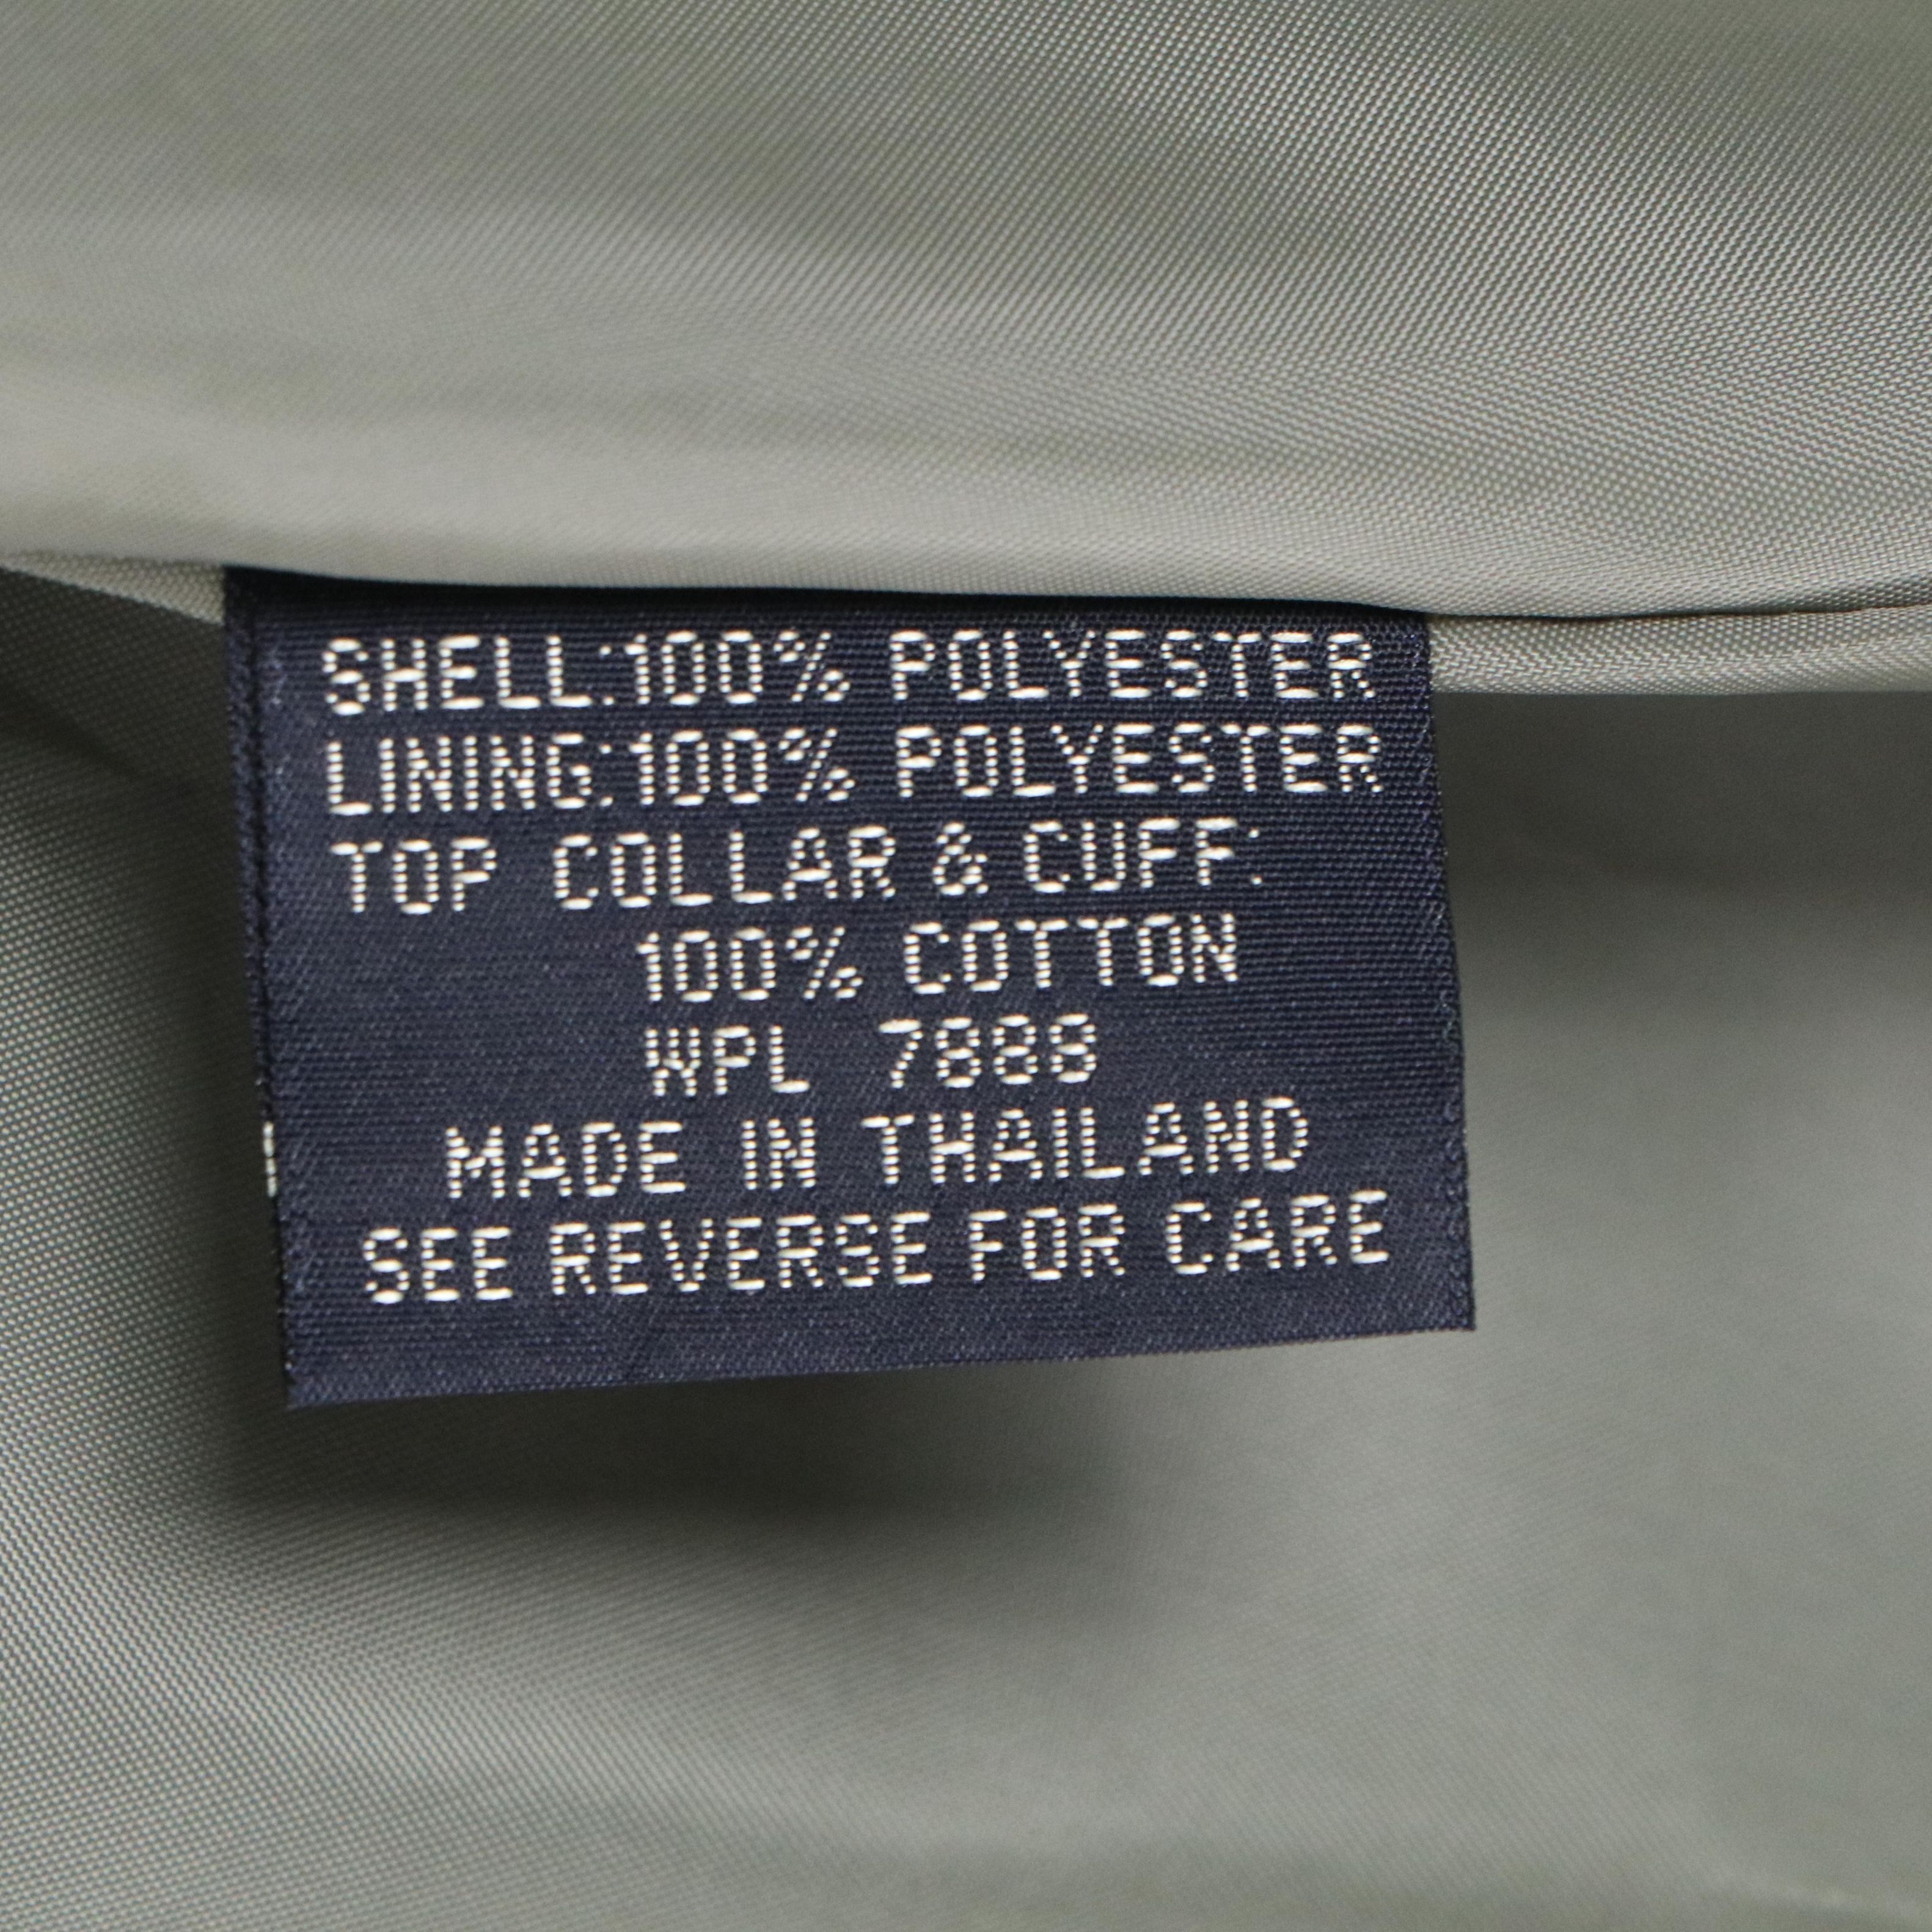 SHELL:100% POLYESTER
LINING:100% POLYESTER
TOP COLLAR & CUFF:
100% COTTON
WPL 7888
MADE IN THAILAND
SEE REVERSE FOR CARE